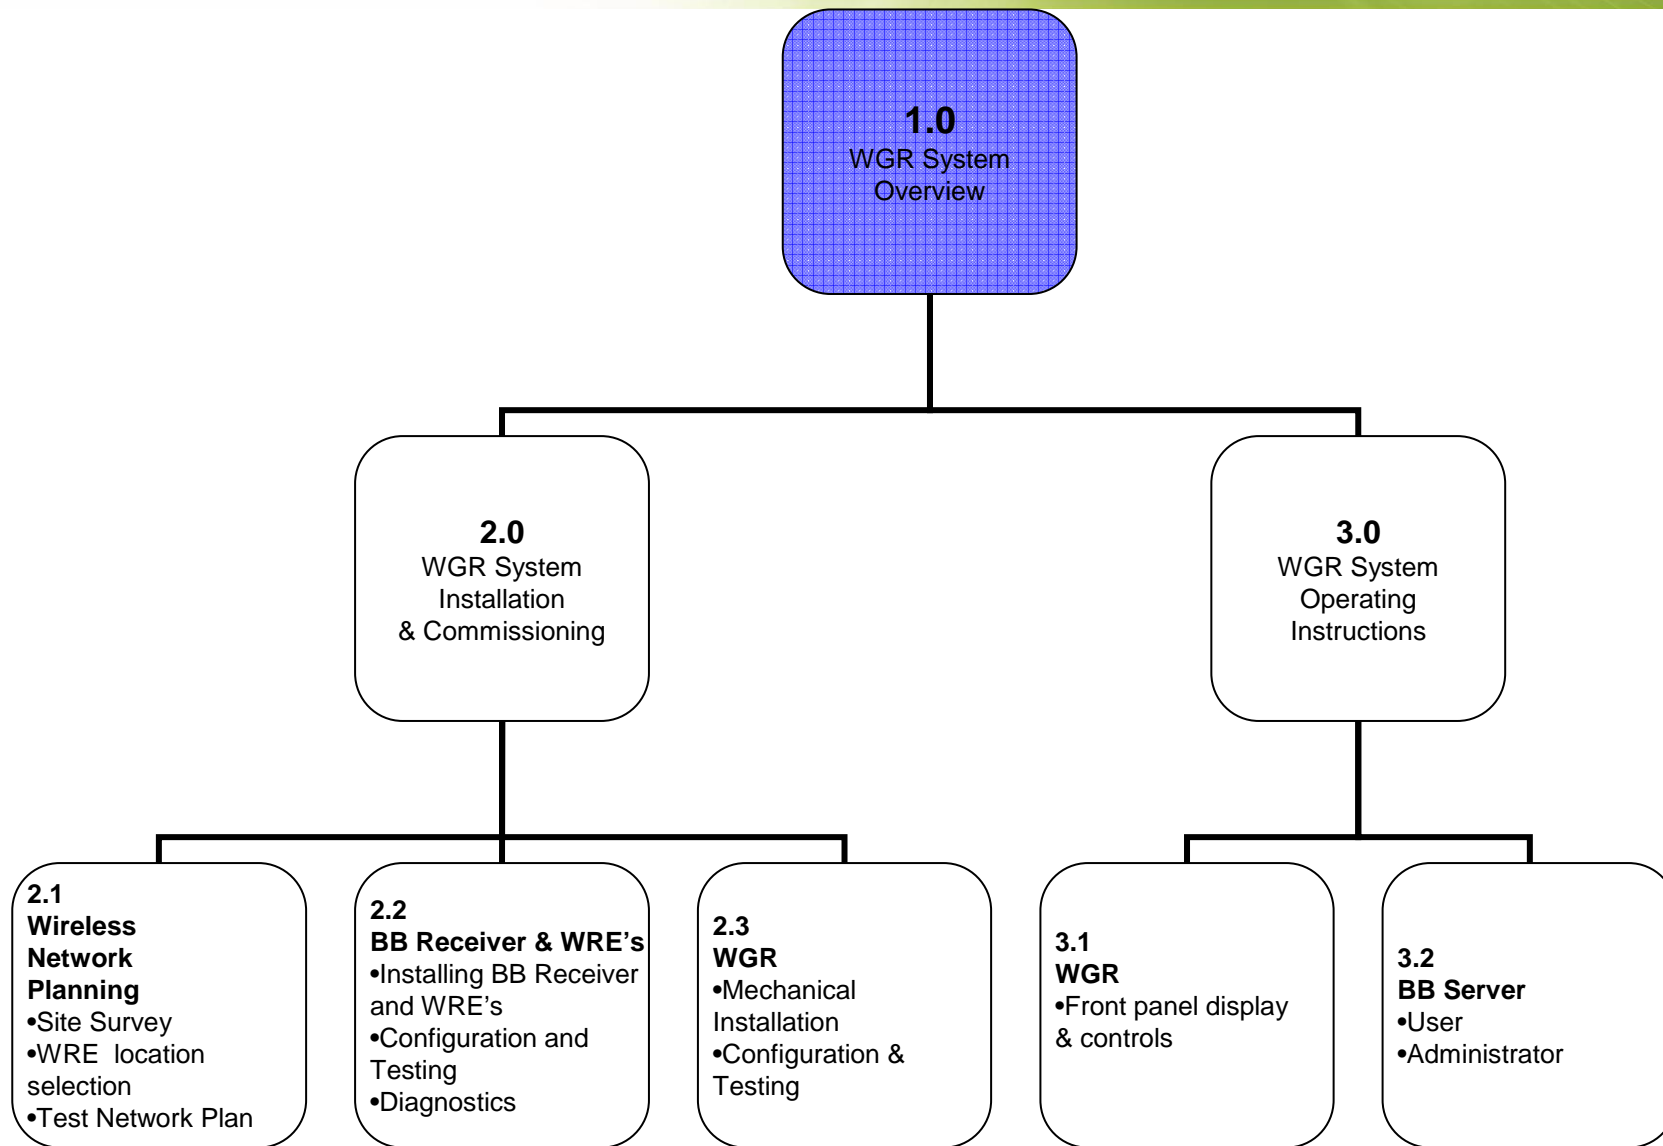 1.0
WGR System
Overview
2.0
WGR System
Installation
& Commissioning
3.0
WGR System
Operating
Instructions
2.1
Wireless
Network
Planning
•Site Survey
•WRE location
selection
•Test Network Plan
2.2
BB Receiver & WRE’s
•Installing BB Receiver
and WRE’s
•Configuration and
Testing
•Diagnostics
2.3
WGR
•Mechanical
Installation
•Configuration &
Testing
3.1
WGR
•Front panel display
& controls
3.2
BB Server
•User
•Administrator